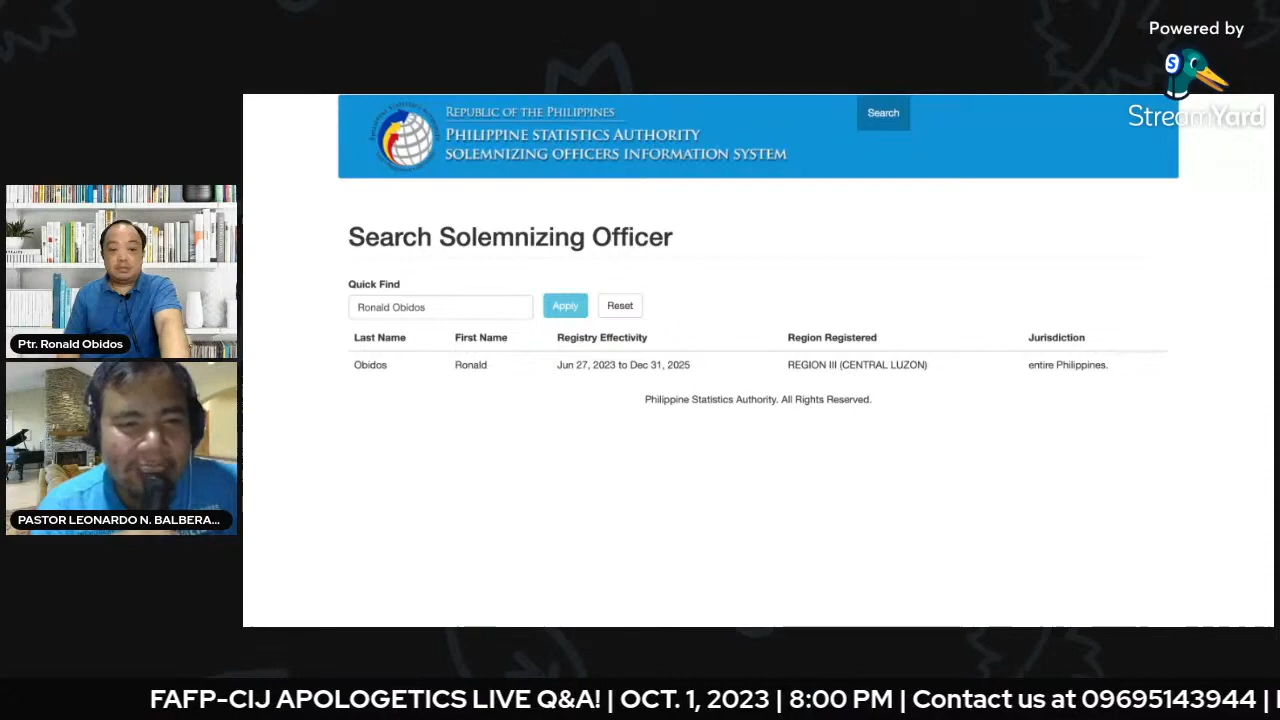 Powered by
S
StreamYard
REPUBLIC OF THE PHILIPPINES
PHILIPPINE STATISTICS AUTHORITY
SOLEMNIZING OFFICERS INFORMATION SYSTEM
Search
Search Solemnizing Officer
Quick Find
Ronald Obidos Apply Reset
Last Name First Name Registry Effectivity Region Registered Jurisdiction
Obidos Ronald Jun 27, 2023 to Dec 31, 2025 REGION III (CENTRAL LUZON) entire Philippines.
Philippine Statistics Authority. All Rights Reserved.
Ptr. Ronald Obidos
PASTOR LEONARDO N. BALBERA...
FAFP-CIJ APOLOGETICS LIVE Q&A! | OCT. 1, 2023 | 8:00 PM | Contact us at 09695143944 |